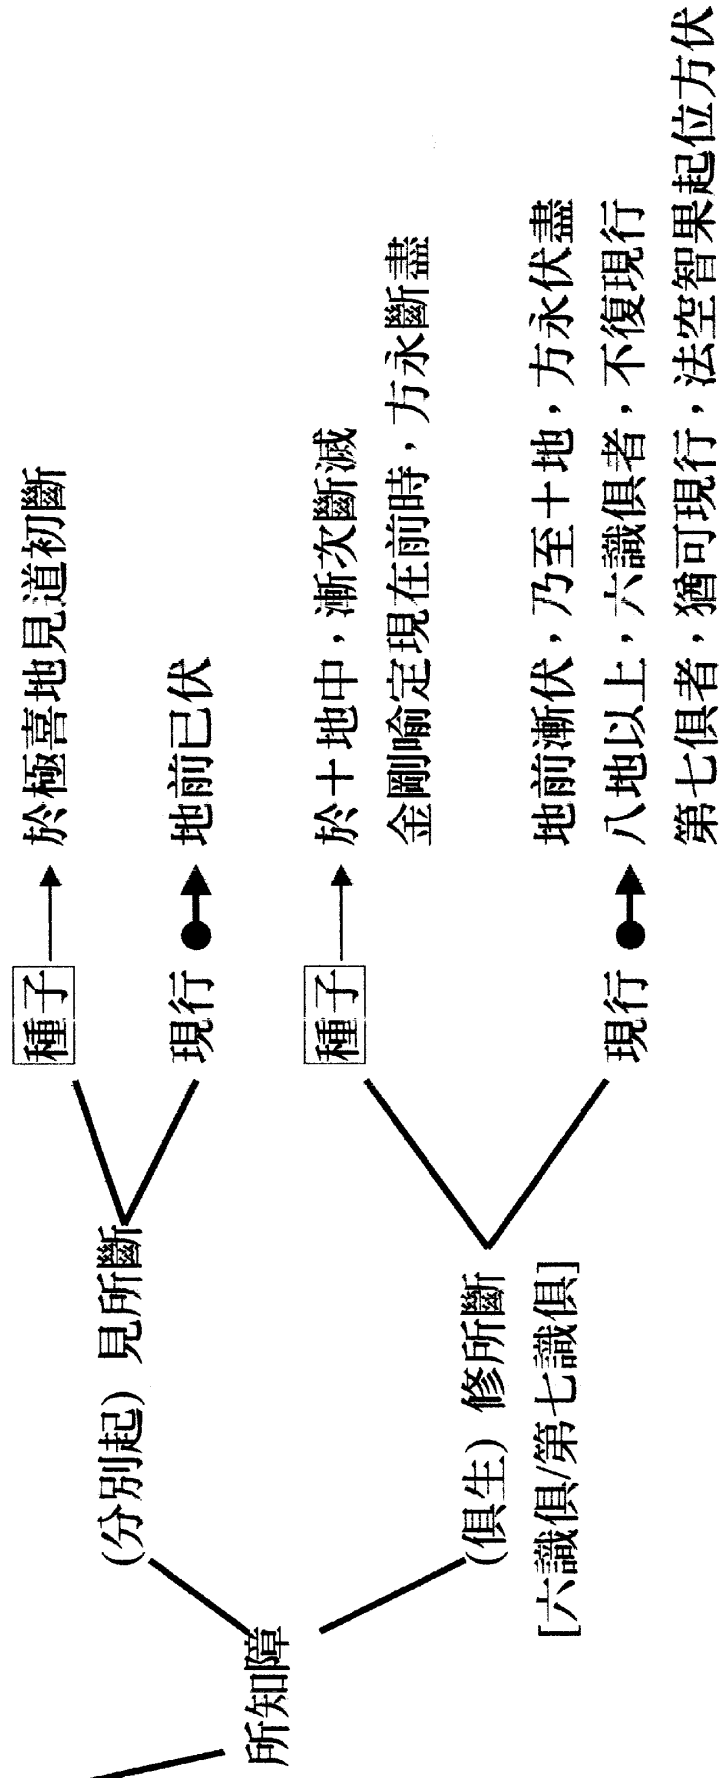 所知障
(分別起) 見所斷
種子
於極喜地見道初斷
現行
地前已伏
(俱生) 修所斷
[六識俱/第七識俱]
種子
於十地中，漸次斷滅
金剛喻定現在前時，方永斷盡
現行
地前漸伏，乃至十地，方永伏盡
八地以上，六識俱者，不復現行
第七俱者，猶可現行，法空智果起位方伏